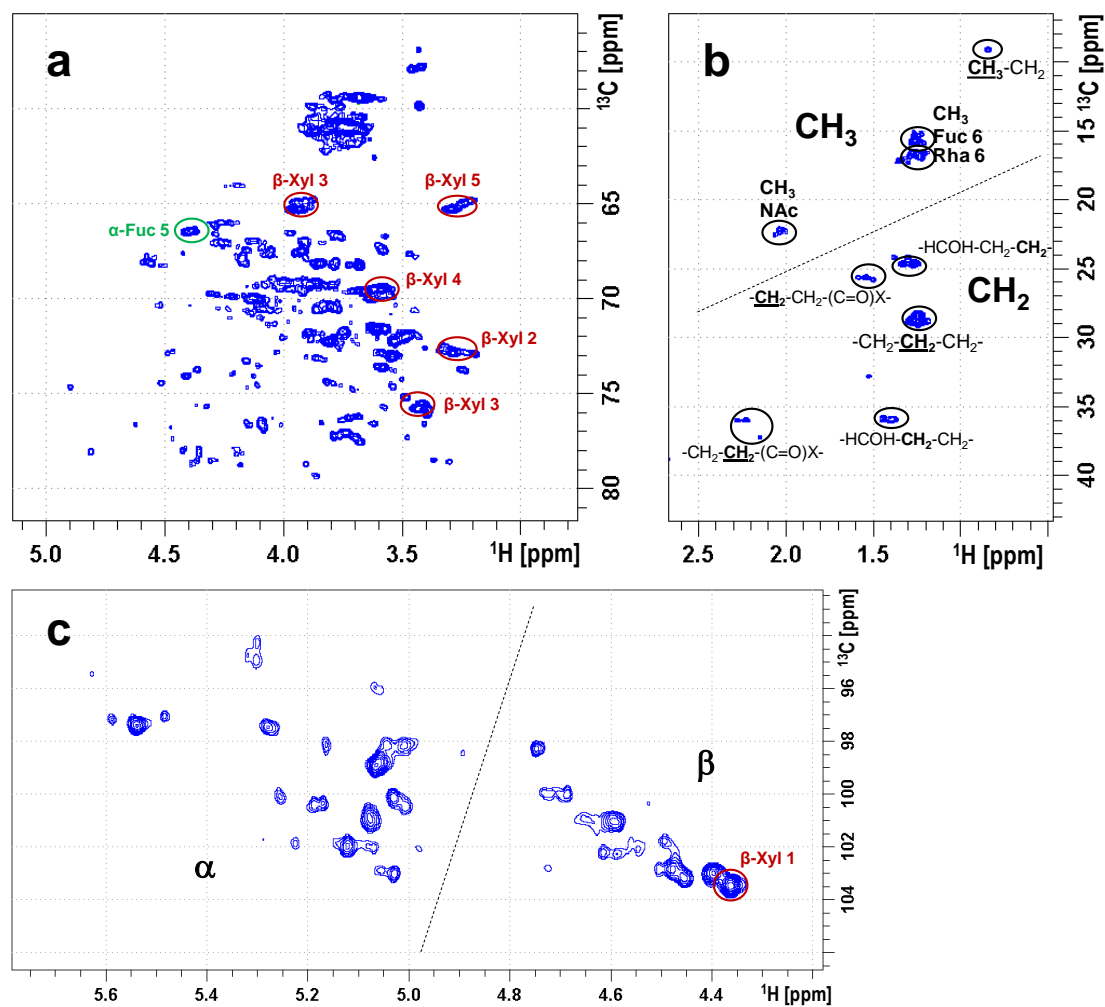 a
¹³C [ppm]
β-Xyl 3
β-Xyl 5
65
α-Fuc 5
β-Xyl 4
70
β-Xyl 2
75
β-Xyl 3
80
5.0 4.5 4.0 3.5 ¹H [ppm]
b
¹³C [ppm]
CH₃-CH₂
CH₃
CH₃
Fuc 6
Rha 6
15
CH₃
NAc
20
-HCOH-CH₂-CH₂-
25
-CH₂-CH₂-(C=O)X-
CH₂
30
-CH₂-CH₂-CH₂-
35
-HCOH-CH₂-CH₂-
-CH₂-CH₂-(C=O)X-
40
2.5 2.0 1.5 ¹H [ppm]
c
¹³C [ppm]
96
98
β
100
102
β-Xyl 1
α
104
5.6 5.4 5.2 5.0 4.8 4.6 4.4
¹H [ppm]